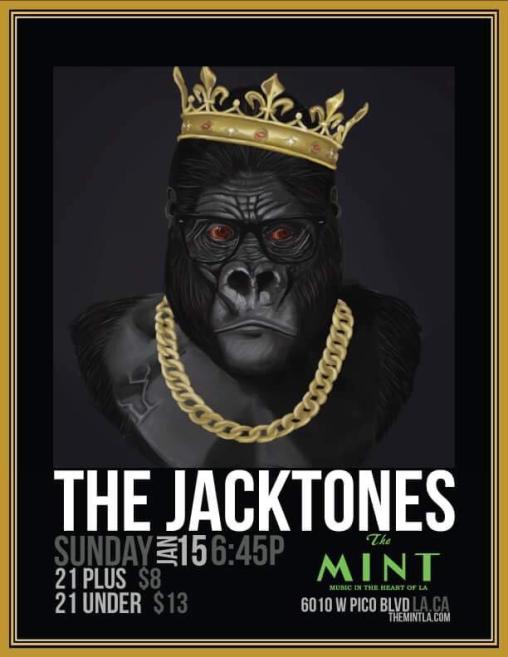 THE JACKTONES
SUNDAY JAN 15 6:45P
21 PLUS $8
21 UNDER $13
The
MINT
MUSIC IN THE HEART OF LA
6010 W PICO BLVD LA.CA
THEMINTLA.COM